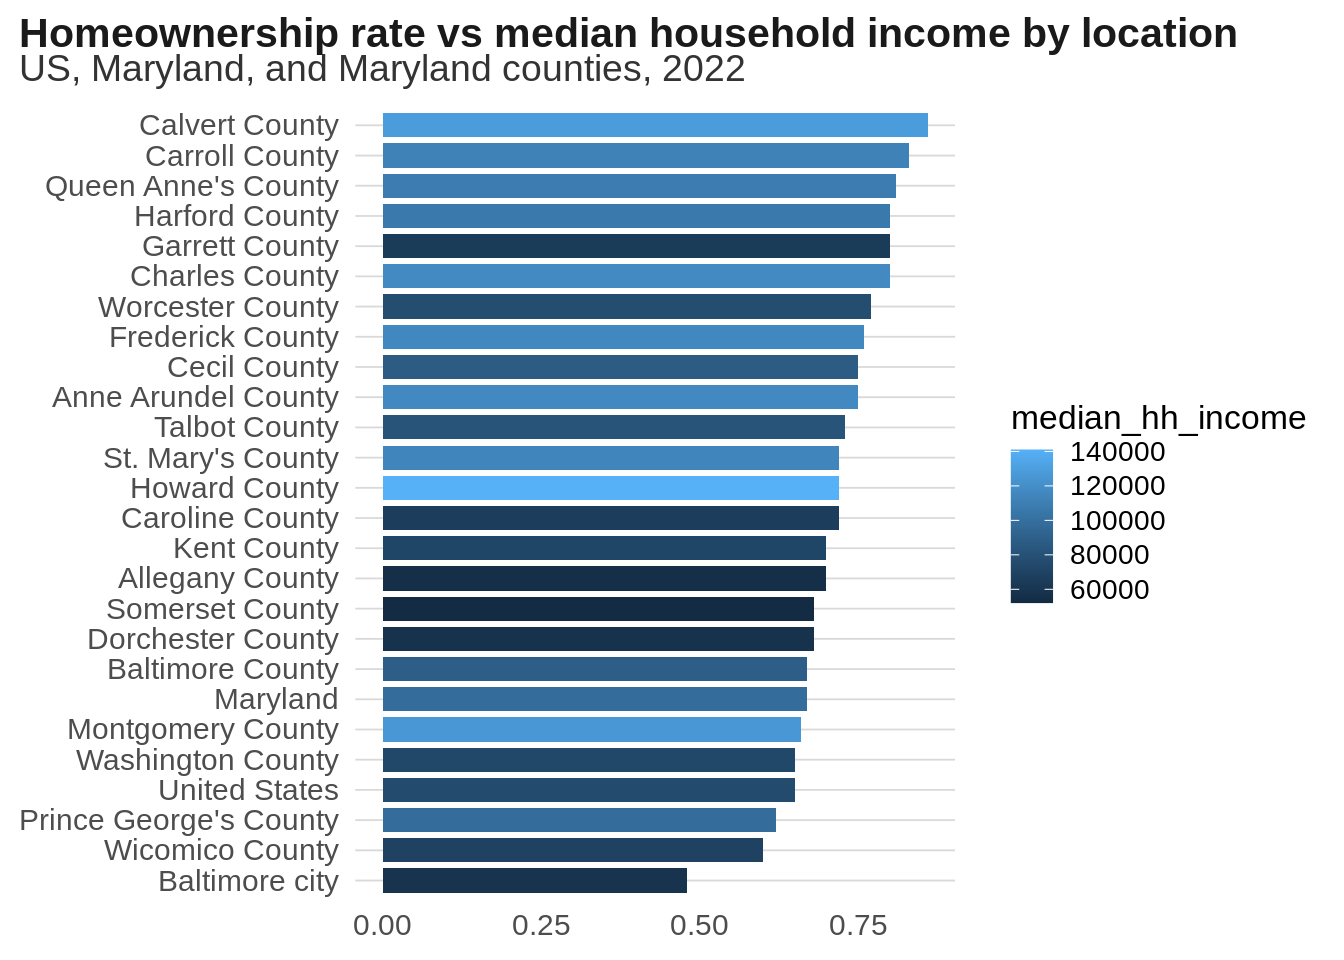 Homeownership rate vs median household income by location
US, Maryland, and Maryland counties, 2022
Calvert County
Carroll County
Queen Anne's County
Harford County
Garrett County
Charles County
Worcester County
Frederick County
Cecil County
Anne Arundel County
Talbot County
St. Mary's County
Howard County
Caroline County
Kent County
Allegany County
Somerset County
Dorchester County
Baltimore County
Maryland
Montgomery County
Washington County
United States
Prince George's County
Wicomico County
Baltimore city
0.00 0.25 0.50 0.75
median_hh_income
140000
120000
100000
80000
60000